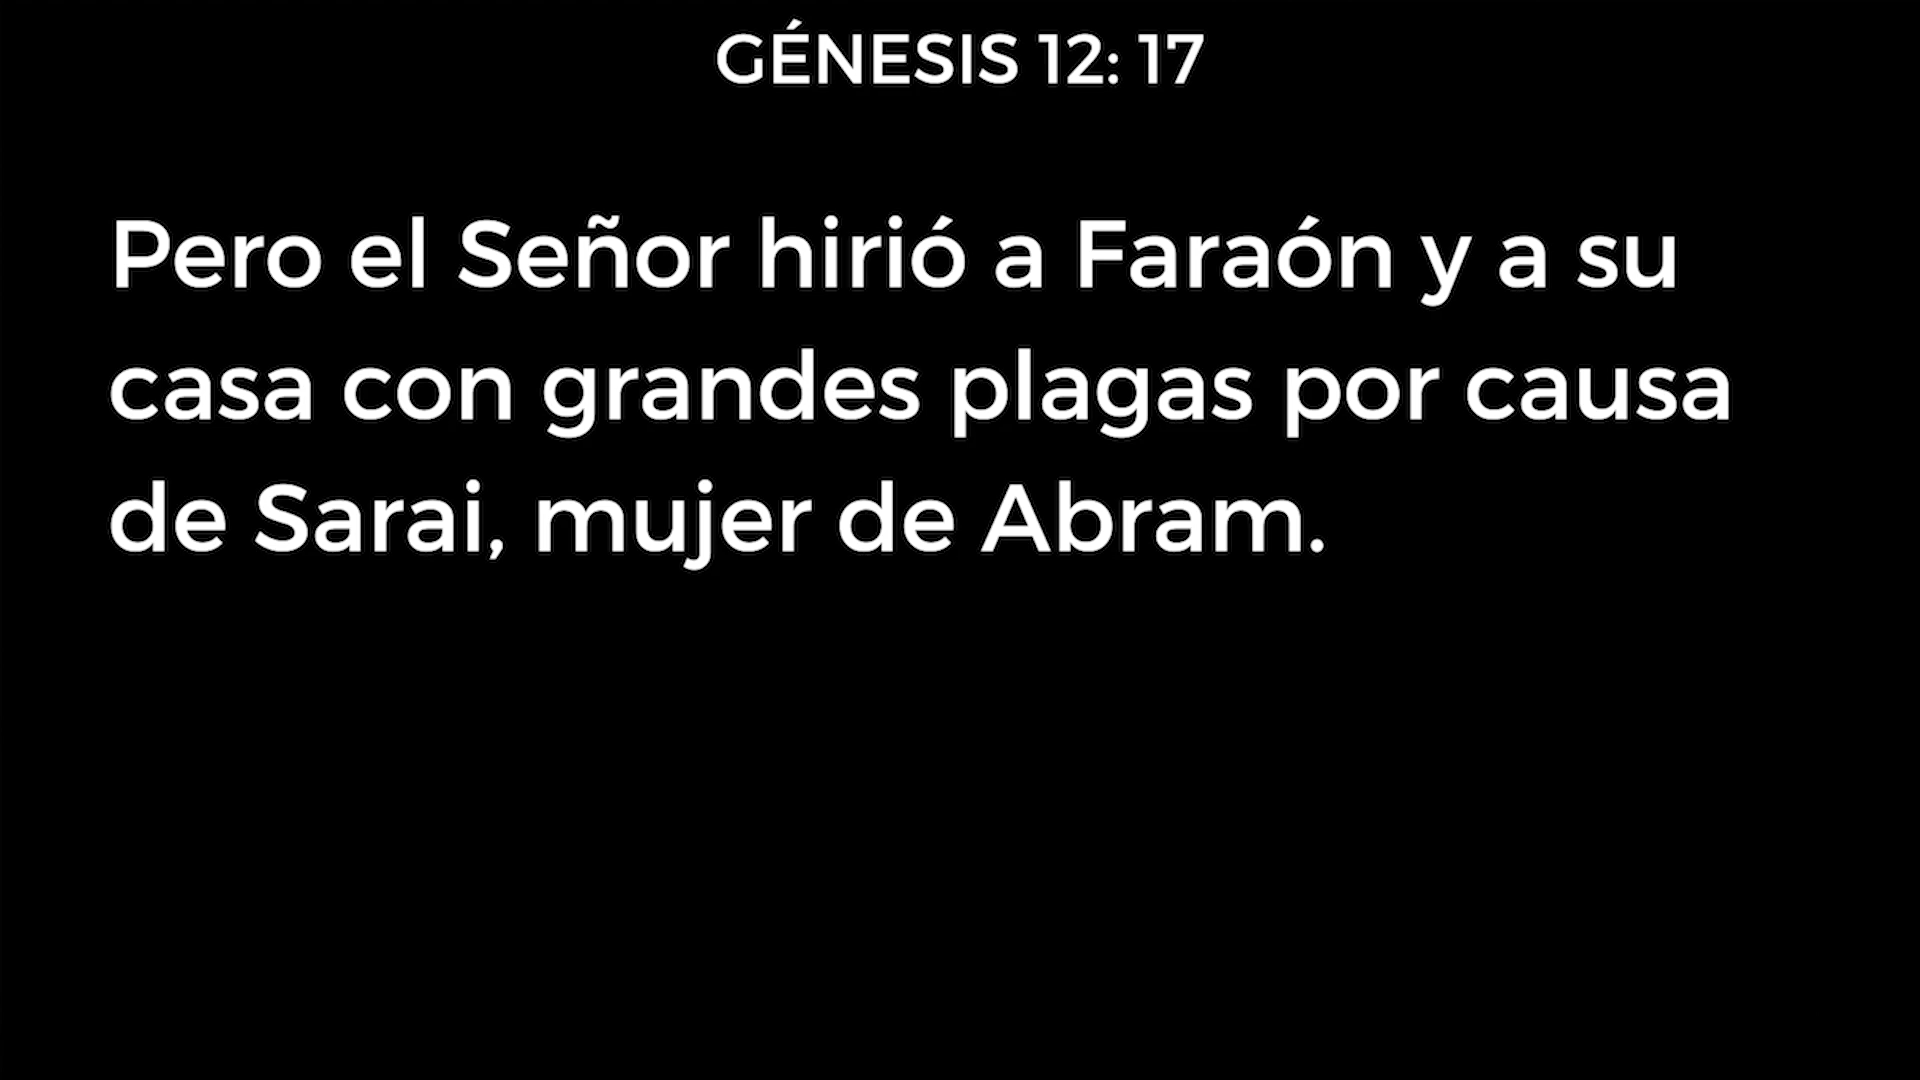 GÉNESIS 12: 17
Pero el Señor hirió a Faraón y a su
casa con grandes plagas por causa
de Sarai, mujer de Abram.